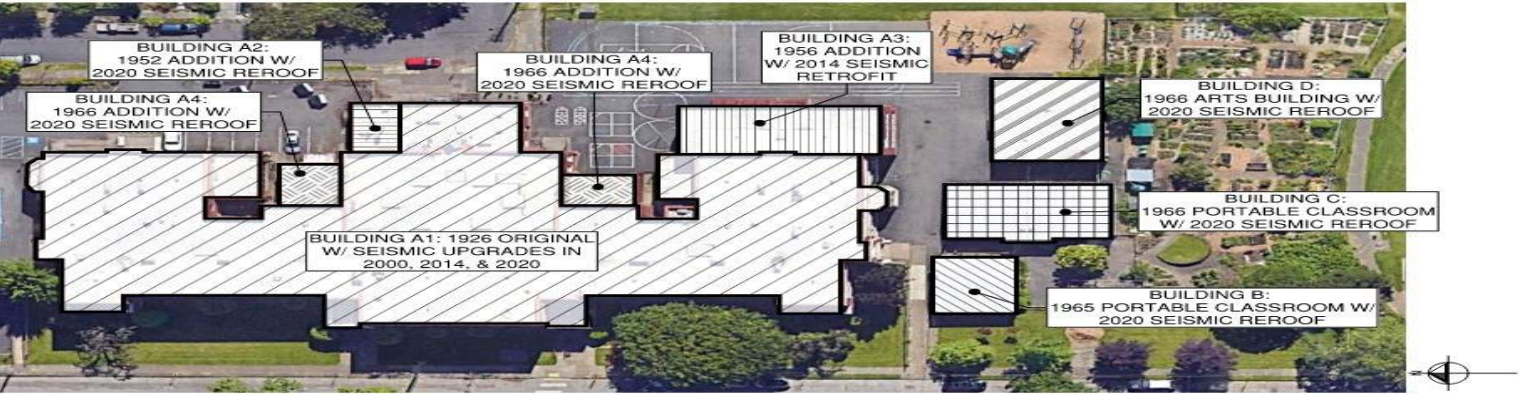 BUILDING A2:
1952 ADDITION W/
2020 SEISMIC REROOF
BUILDING A4:
1966 ADDITION W/
2020 SEISMIC REROOF
BUILDING A4:
1966 ADDITION W/
2020 SEISMIC REROOF
BUILDING A3:
1956 ADDITION
W/ 2014 SEISMIC
RETROFIT
BUILDING D:
1966 ARTS BUILDING W/
2020 SEISMIC REROOF
BUILDING A1: 1926 ORIGINAL
W/ SEISMIC UPGRADES IN
2000, 2014, & 2020
BUILDING C:
1966 PORTABLE CLASSROOM
W/ 2020 SEISMIC REROOF
BUILDING B:
1965 PORTABLE CLASSROOM W/
2020 SEISMIC REROOF
N